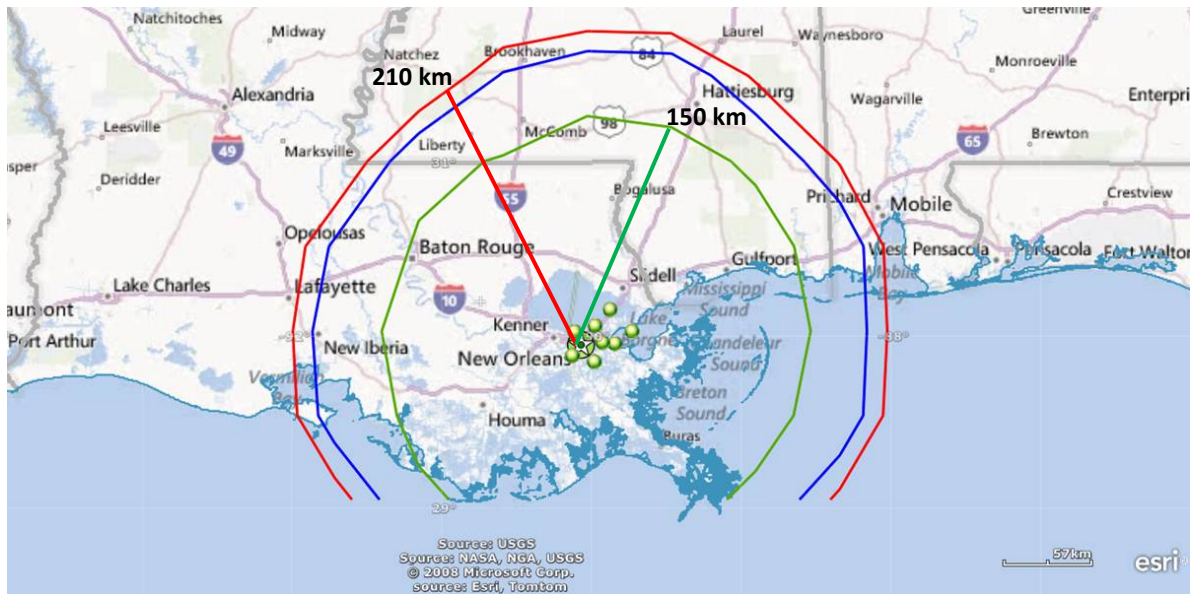 Natchitoches
Greenville
Midway
Laurel
Waynesboro
Natchez
Brookhaven
84
Monroeville
210 km
Alexandria
Hattiesburg
Wagarville
Enterpri
150 km
Leesville
49
Marksville
Liberty
McComb
98
65
Brewton
31°
sper
DeRidder
55
Bogalusa
Prichard
Crestview
Mobile
Opelousas
Baton Rouge
West Pensacola
Pensacola
Fort Walton
Gulfport
Slidell
Lake Charles
Lafayette
10
Mississippi
Sound
Mobile
Bay
aumont
Kenner
Lake
Borgne
Port Arthur
-92°
New Iberia
New Orleans
Chandeleur
Sound
-88°
Vermilion
Bay
Houma
Breton
Sound
Buras
29°
Source: USGS
Source: NASA, NGA, USGS
© 2008 Microsoft Corp.
source: Esri, Tomtom
57km
esri